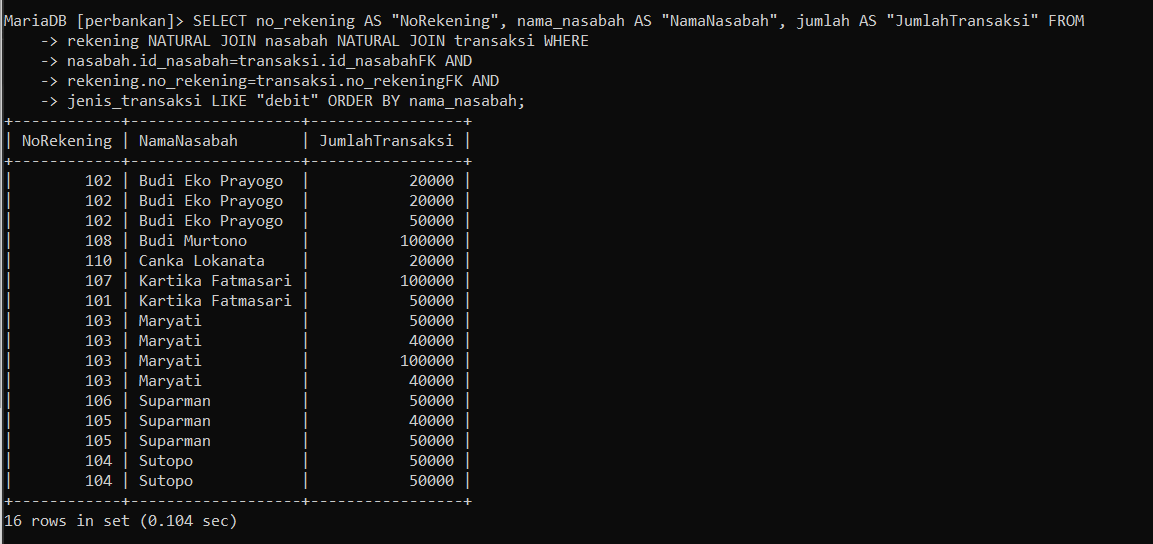 MariaDB [perbankan]> SELECT no_rekening AS "NoRekening", nama_nasabah AS "NamaNasabah", jumlah AS "JumlahTransaksi" FROM
    -> rekening NATURAL JOIN nasabah NATURAL JOIN transaksi WHERE
    -> nasabah.id_nasabah=transaksi.id_nasabahFK AND
    -> rekening.no_rekening=transaksi.no_rekeningFK AND
    -> jenis_transaksi LIKE "debit" ORDER BY nama_nasabah;
+------------+-------------------+-----------------+
| NoRekening | NamaNasabah       | JumlahTransaksi |
+------------+-------------------+-----------------+
|        102 | Budi Eko Prayogo  |           20000 |
|        102 | Budi Eko Prayogo  |           20000 |
|        102 | Budi Eko Prayogo  |           50000 |
|        108 | Budi Murtono      |          100000 |
|        110 | Canka Lokanata    |           20000 |
|        107 | Kartika Fatmasari |          100000 |
|        101 | Kartika Fatmasari |           50000 |
|        103 | Maryati           |           50000 |
|        103 | Maryati           |           40000 |
|        103 | Maryati           |          100000 |
|        103 | Maryati           |           40000 |
|        106 | Suparman          |           50000 |
|        105 | Suparman          |           40000 |
|        105 | Suparman          |           50000 |
|        104 | Sutopo            |           50000 |
|        104 | Sutopo            |           50000 |
+------------+-------------------+-----------------+
16 rows in set (0.104 sec)